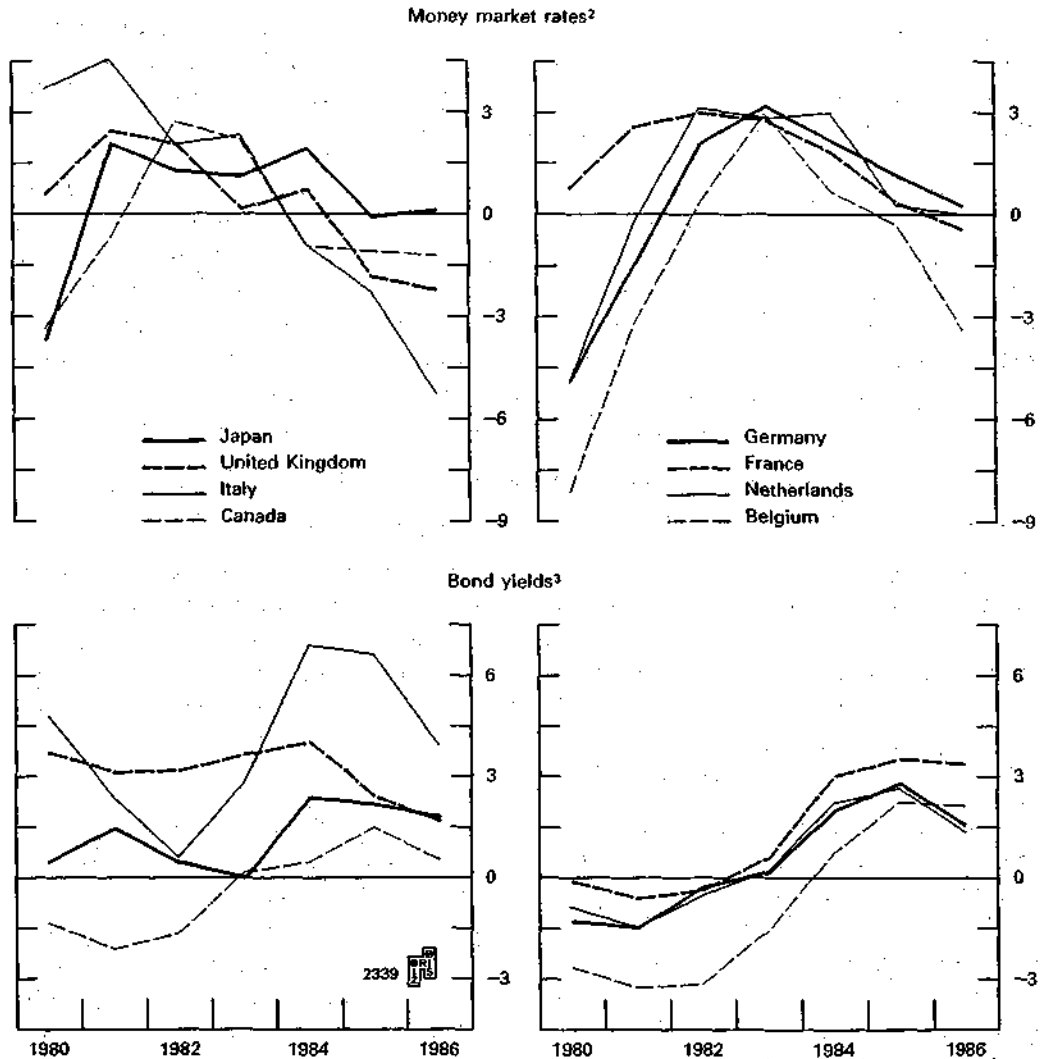 Money market rates²
3
0
−3
−6
−9
Japan
United Kingdom
Italy
Canada
3
0
−3
−6
−9
Germany
France
Netherlands
Belgium
Bond yields³
6
3
0
−3
2339
1980 1982 1984 1986
6
3
0
−3
1980 1982 1984 1986